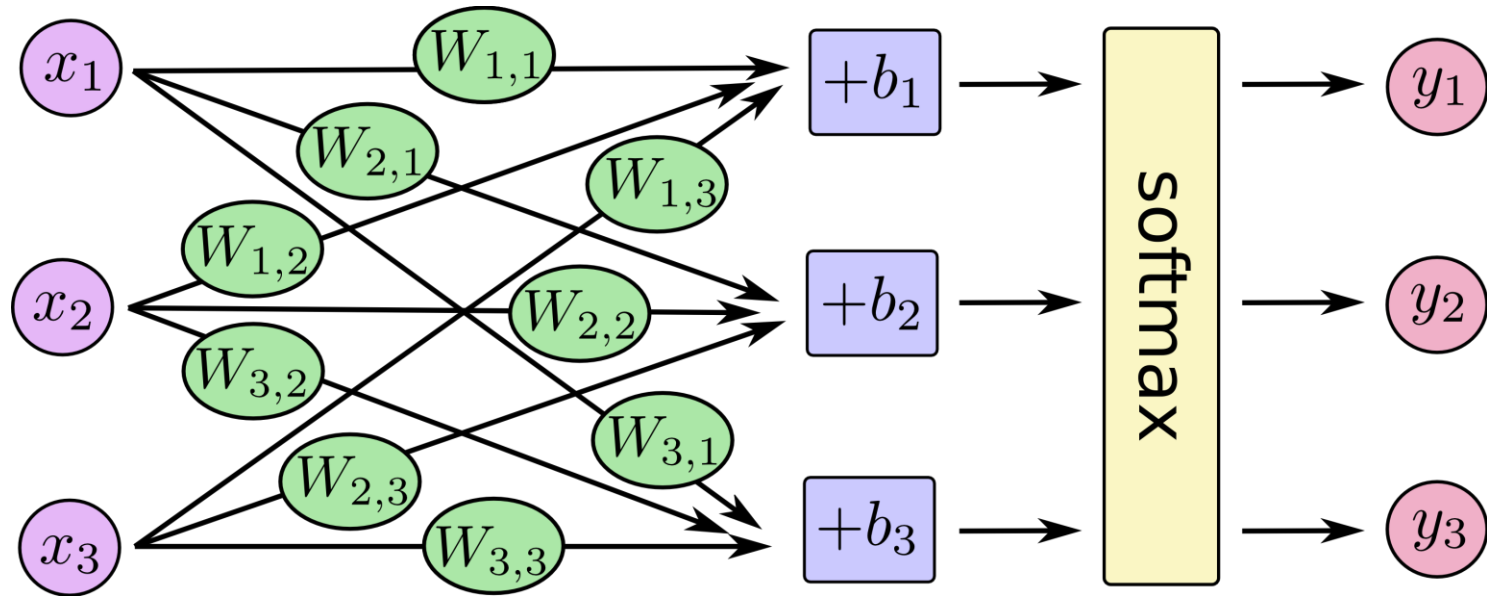 x₁
W₁,₁
+b₁
y₁
W₂,₁
W₁,₃
W₁,₂
x₂
W₂,₂
+b₂
softmax
y₂
W₃,₂
W₃,₁
W₂,₃
x₃
W₃,₃
+b₃
y₃